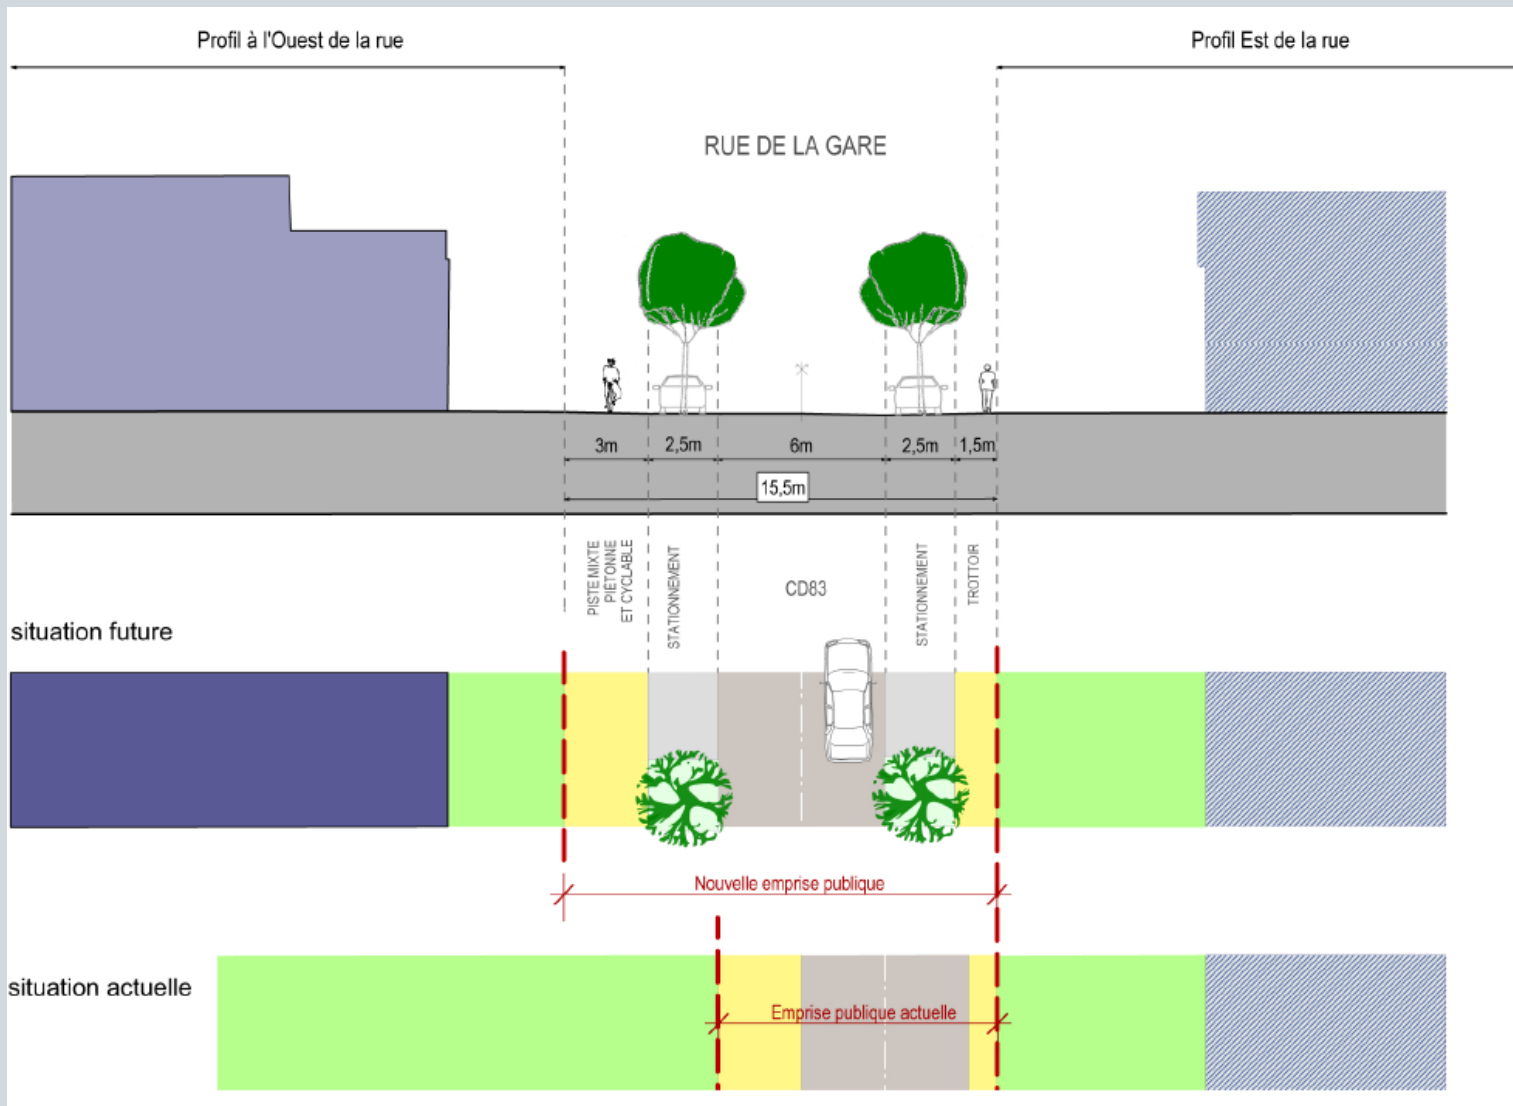 Profil à l'Ouest de la rue
Profil Est de la rue
RUE DE LA GARE
3m
2,5m
6m
2,5m
1,5m
15,5m
PISTE MIXTE
PIÉTONNE
ET CYCLABLE
STATIONNEMENT
CD83
STATIONNEMENT
TROTTOIR
situation future
Nouvelle emprise publique
situation actuelle
Emprise publique actuelle